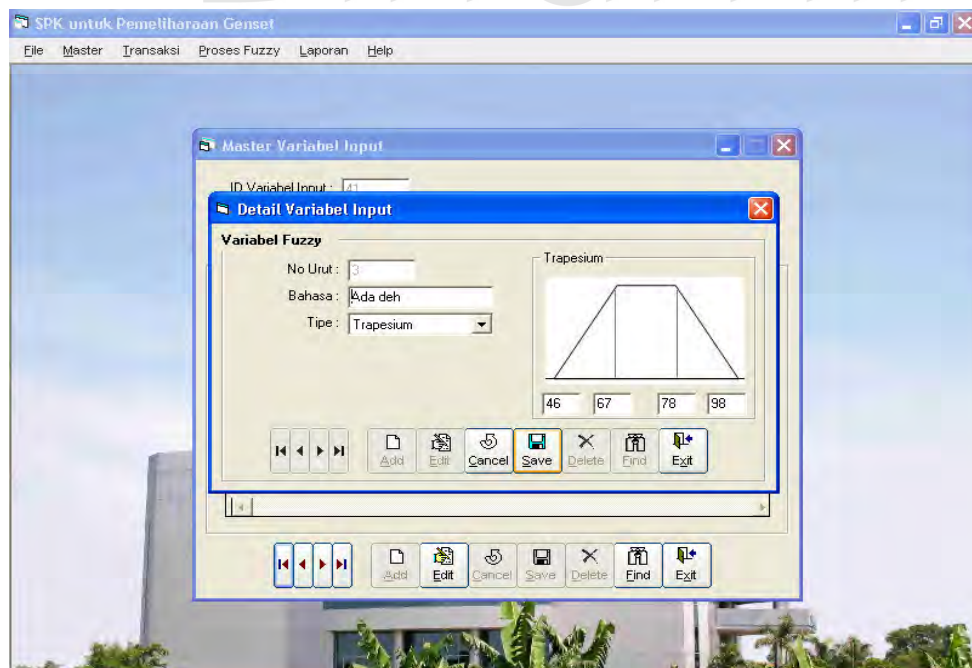 SPK untuk Pemeliharaan Genset
File Master Transaksi Proses Fuzzy Laporan Help
Master Variabel Input
ID Variabel Input : 41
Detail Variabel Input
Variabel Fuzzy
Trapesium
No Urut : 3
Bahasa : Ada deh
Tipe : Trapesium
46 67 78 98
Add Edit Cancel Save Delete Find Exit
Add Edit Cancel Save Delete Find Exit